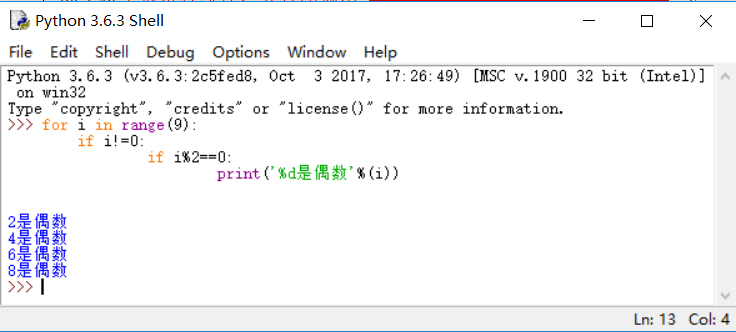 Python 3.6.3 Shell
File Edit Shell Debug Options Window Help
Python 3.6.3 (v3.6.3:2c5fed8, Oct  3 2017, 17:26:49) [MSC v.1900 32 bit (Intel)]
 on win32
Type "copyright", "credits" or "license()" for more information.
>>> for i in range(9):
        if i!=0:
                if i%2==0:
                        print('%d是偶数'%(i))
2是偶数
4是偶数
6是偶数
8是偶数
>>>
Ln: 13 Col: 4